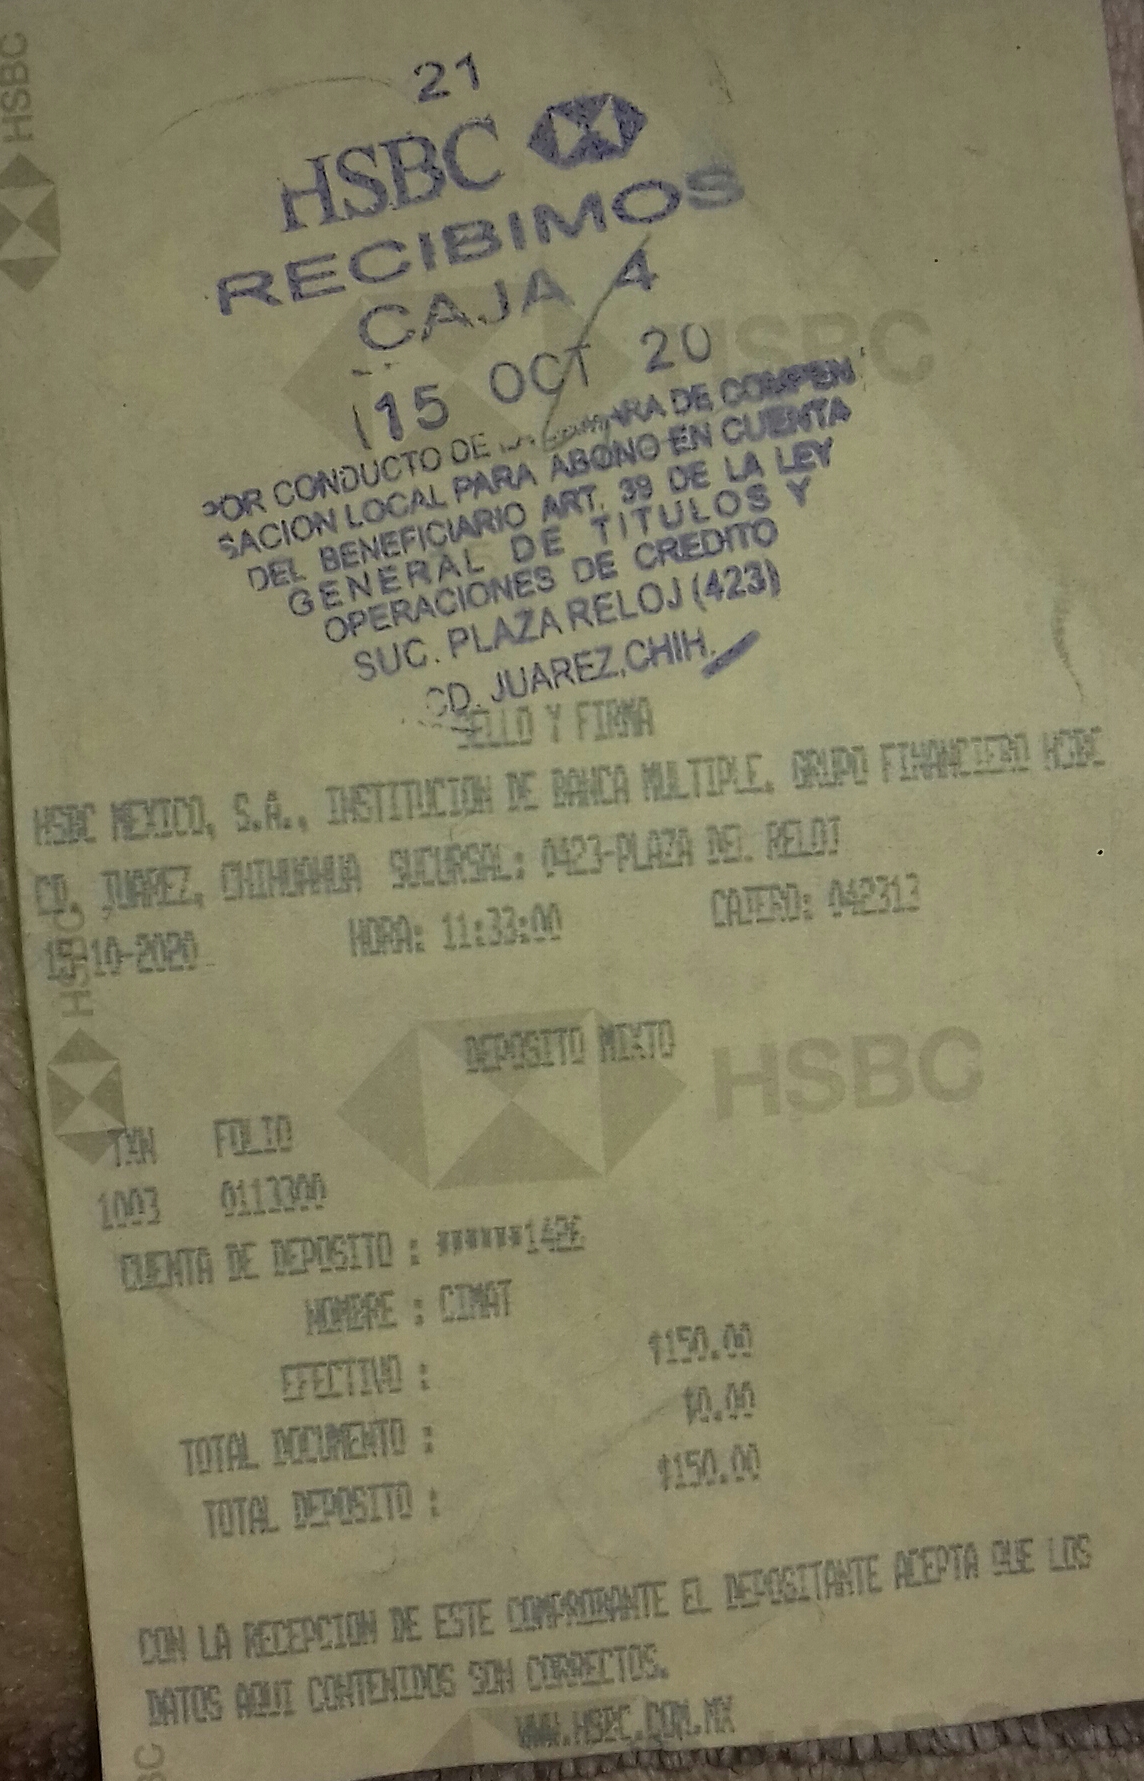 HSBC
21
HSBC
RECIBIMOS
CAJA 4
15 OCT 20
POR CONDUCTO DE CAMARA DE COMPEN
SACION LOCAL PARA ABONO EN CUENTA
DEL BENEFICIARIO ART. 39 DE LA LEY
GENERAL DE TITULOS Y
OPERACIONES DE CREDITO
SUC. PLAZA RELOJ (423)
CD. JUAREZ, CHIH.
HSBC
SELLO Y FIRMA
HSBC MEXICO, S.A., INSTITUCION DE BANCA MULTIPLE, GRUPO FINANCIERO HSBC
CD. JUAREZ, CHIHUAHUA SUCURSAL: 0423-PLAZA DEL RELOJ
15-10-2020 HORA: 11:33:00 CAJERO: 042313
HSBC
DEPOSITO MIXTO
HSBC
TXN FOLIO
1003 0113300
CUENTA DE DEPOSITO :
NOMBRE : CIMAT
EFECTIVO : $150.00
TOTAL DOCUMENTO : $0.00
TOTAL DEPOSITO : $150.00
CON LA RECEPCION DE ESTE COMPROBANTE EL DEPOSITANTE ACEPTA QUE LOS
DATOS AQUI CONTENIDOS SON CORRECTOS.
WWW.HSBC.COM.MX